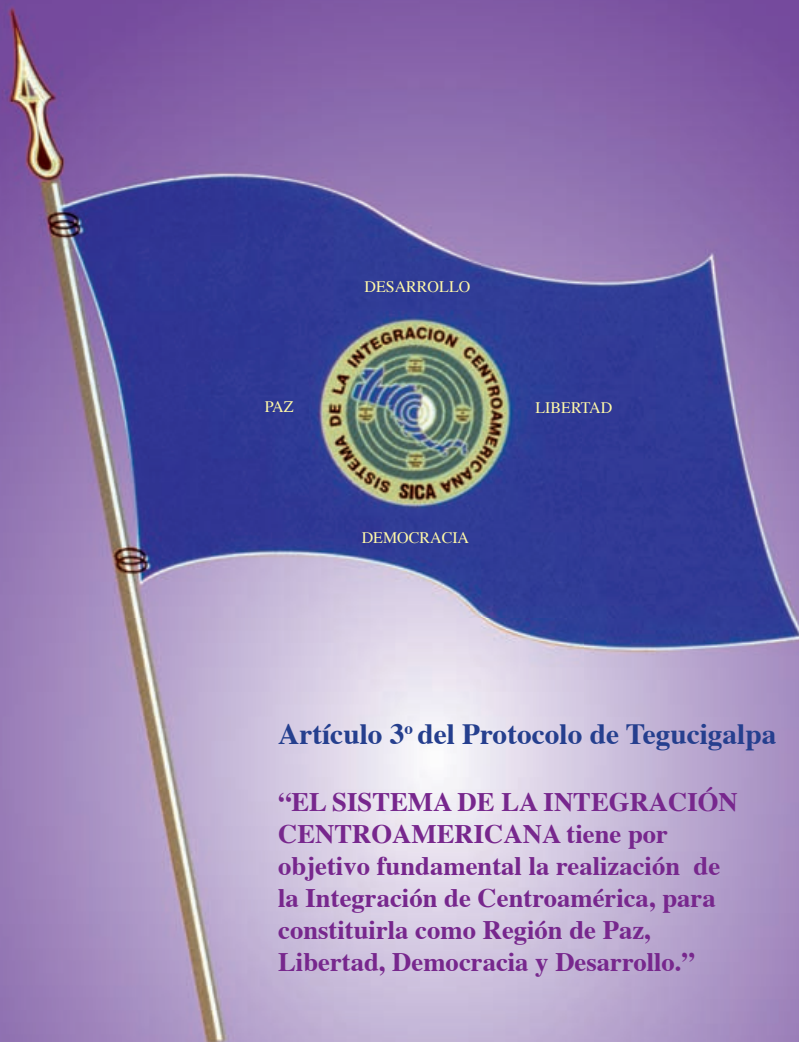 DESARROLLO
SISTEMA DE LA INTEGRACION CENTROAMERICANA
SICA
PAZ
LIBERTAD
DEMOCRACIA
Artículo 3º del Protocolo de Tegucigalpa
“EL SISTEMA DE LA INTEGRACIÓN
CENTROAMERICANA tiene por
objetivo fundamental la realización de
la Integración de Centroamérica, para
constituirla como Región de Paz,
Libertad, Democracia y Desarrollo.”